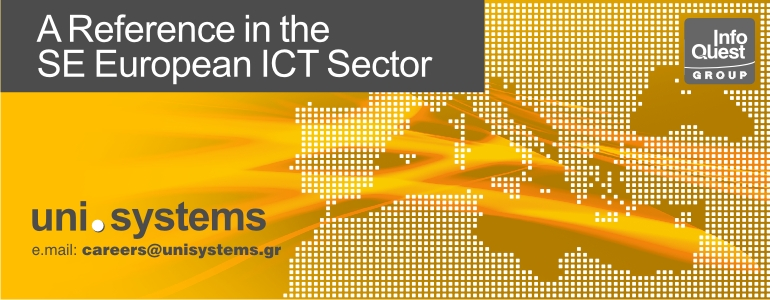 A Reference in the
SE European ICT Sector
Info
Quest
GROUP
uni.systems
e.mail: careers@unisystems.gr